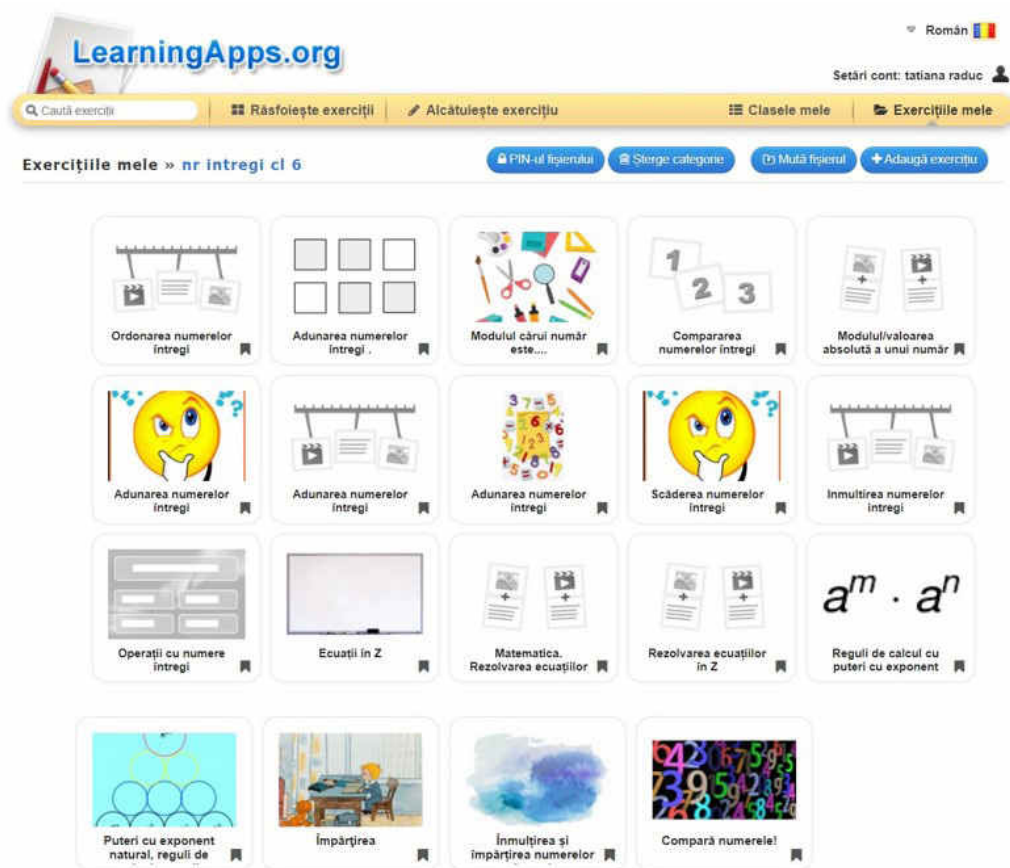 LearningApps.org
Român
Setări cont: tatiana raduc
Caută exerciții
Răsfoiește exerciții
Alcătuiește exercițiu
Clasele mele
Exercițiile mele
Exercițiile mele » nr intregi cl 6
PIN-ul fișierului
Șterge categorie
Mută fișierul
Adaugă exercițiu
1
2
3
Ordonarea numerelor
întregi
Adunarea numerelor
întregi .
Modulul cărui număr
este....
Compararea
numerelor întregi
Modulul/valoarea
absolută a unui număr
Adunarea numerelor
întregi
Adunarea numerelor
întregi
Adunarea numerelor
întregi
Scăderea numerelor
întregi
Inmultirea numerelor
întregi
a^m · a^n
Operații cu numere
întregi
Ecuații în Z
Matematica.
Rezolvarea ecuațiilor
Rezolvarea ecuațiilor
în Z
Reguli de calcul cu
puteri cu exponent
Puteri cu exponent
natural, reguli de
Împărţirea
Înmulțirea și
împărțirea numerelor
Compară numerele!